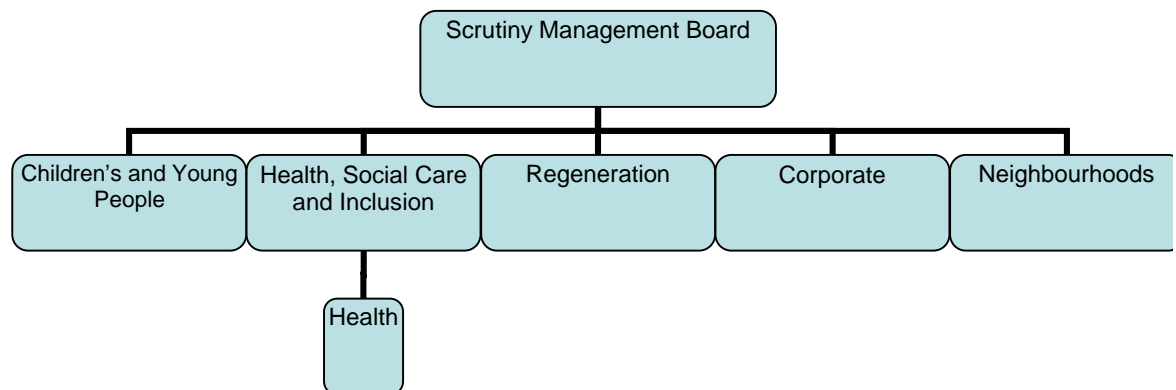 Scrutiny Management Board
Children’s and Young
People
Health, Social Care
and Inclusion
Regeneration
Corporate
Neighbourhoods
Health